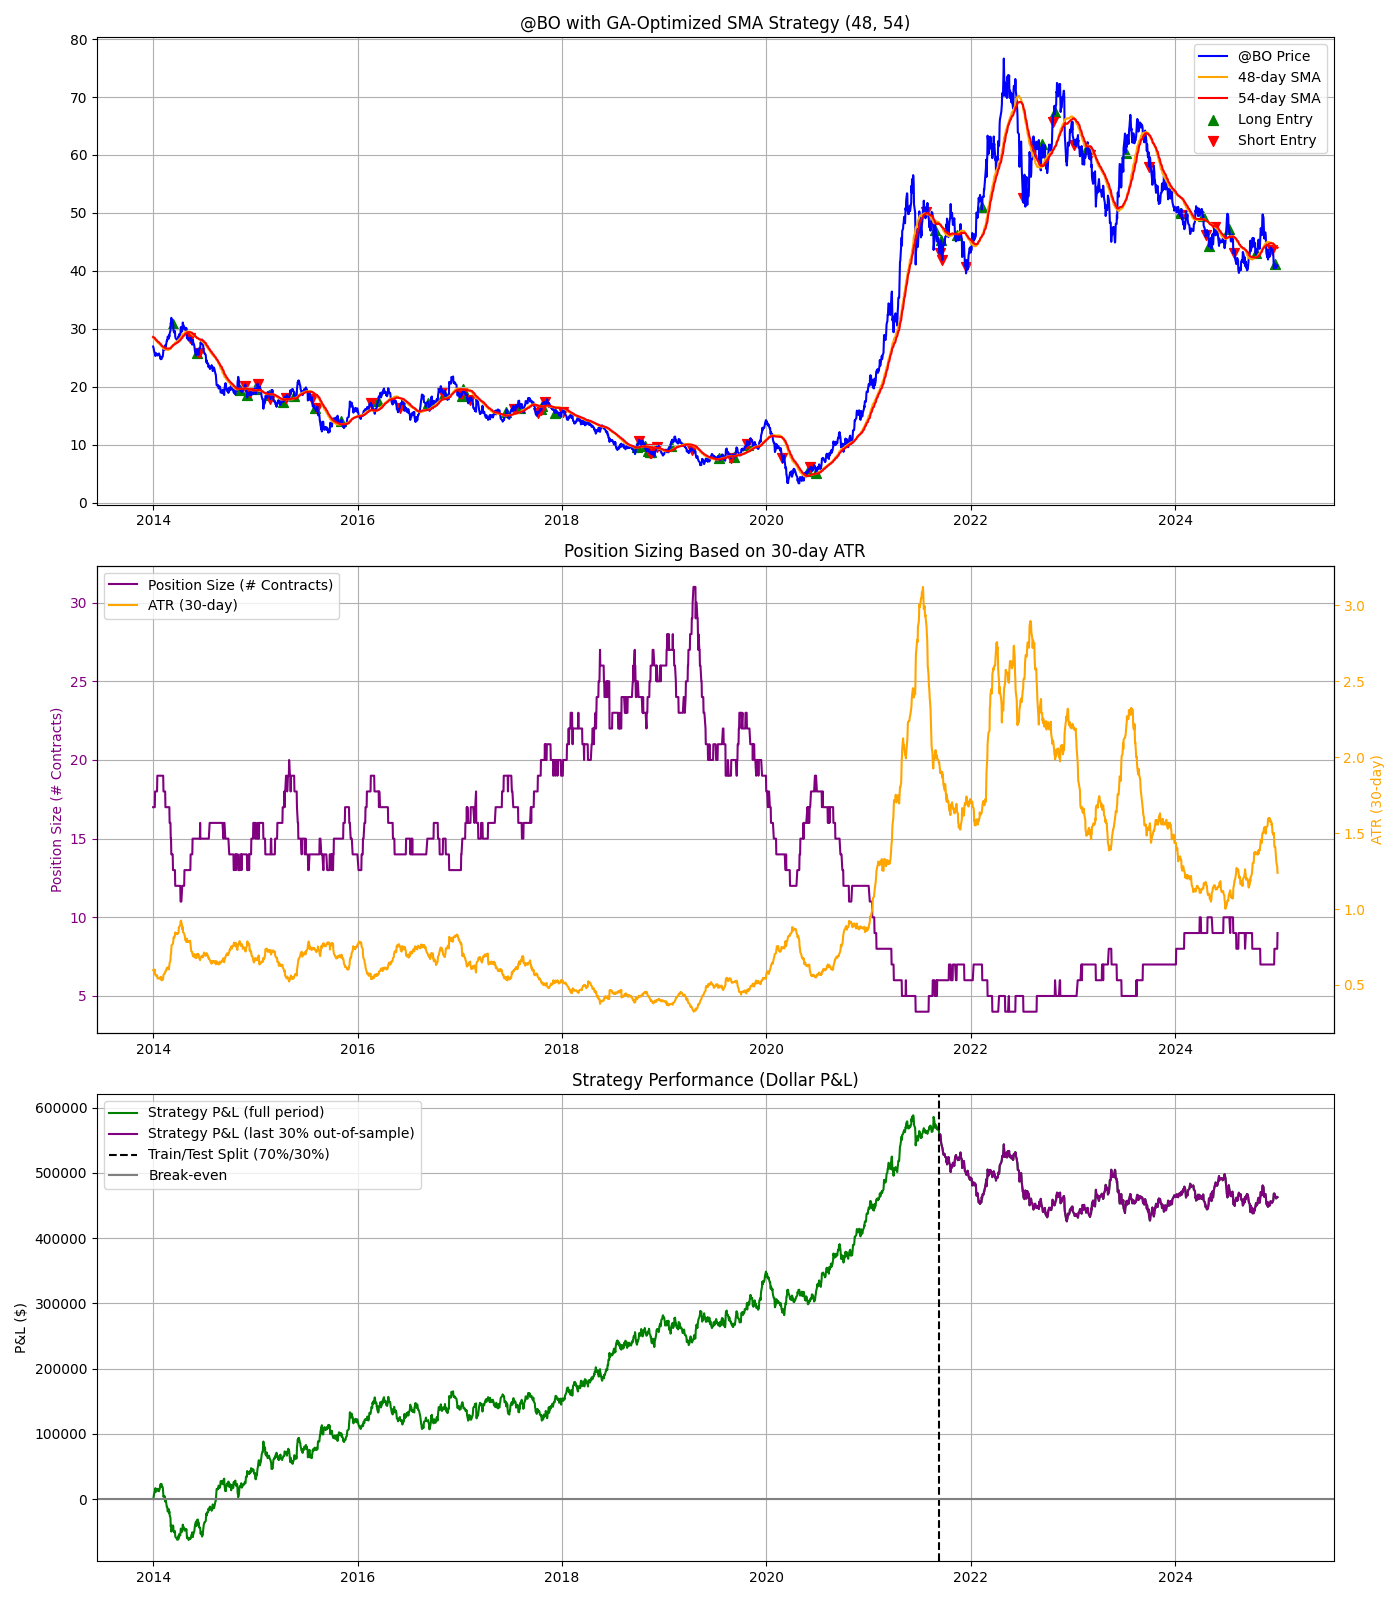 @BO with GA-Optimized SMA Strategy (48, 54)
80
70
60
50
40
30
20
10
0
@BO Price
48-day SMA
54-day SMA
Long Entry
Short Entry
2014 2016 2018 2020 2022 2024
Position Sizing Based on 30-day ATR
Position Size (# Contracts)
30
25
20
15
10
5
Position Size (# Contracts)
ATR (30-day)
3.0
2.5
2.0
1.5
1.0
0.5
ATR (30-day)
2014 2016 2018 2020 2022 2024
Strategy Performance (Dollar P&L)
P&L ($)
600000
500000
400000
300000
200000
100000
0
Strategy P&L (full period)
Strategy P&L (last 30% out-of-sample)
Train/Test Split (70%/30%)
Break-even
2014 2016 2018 2020 2022 2024